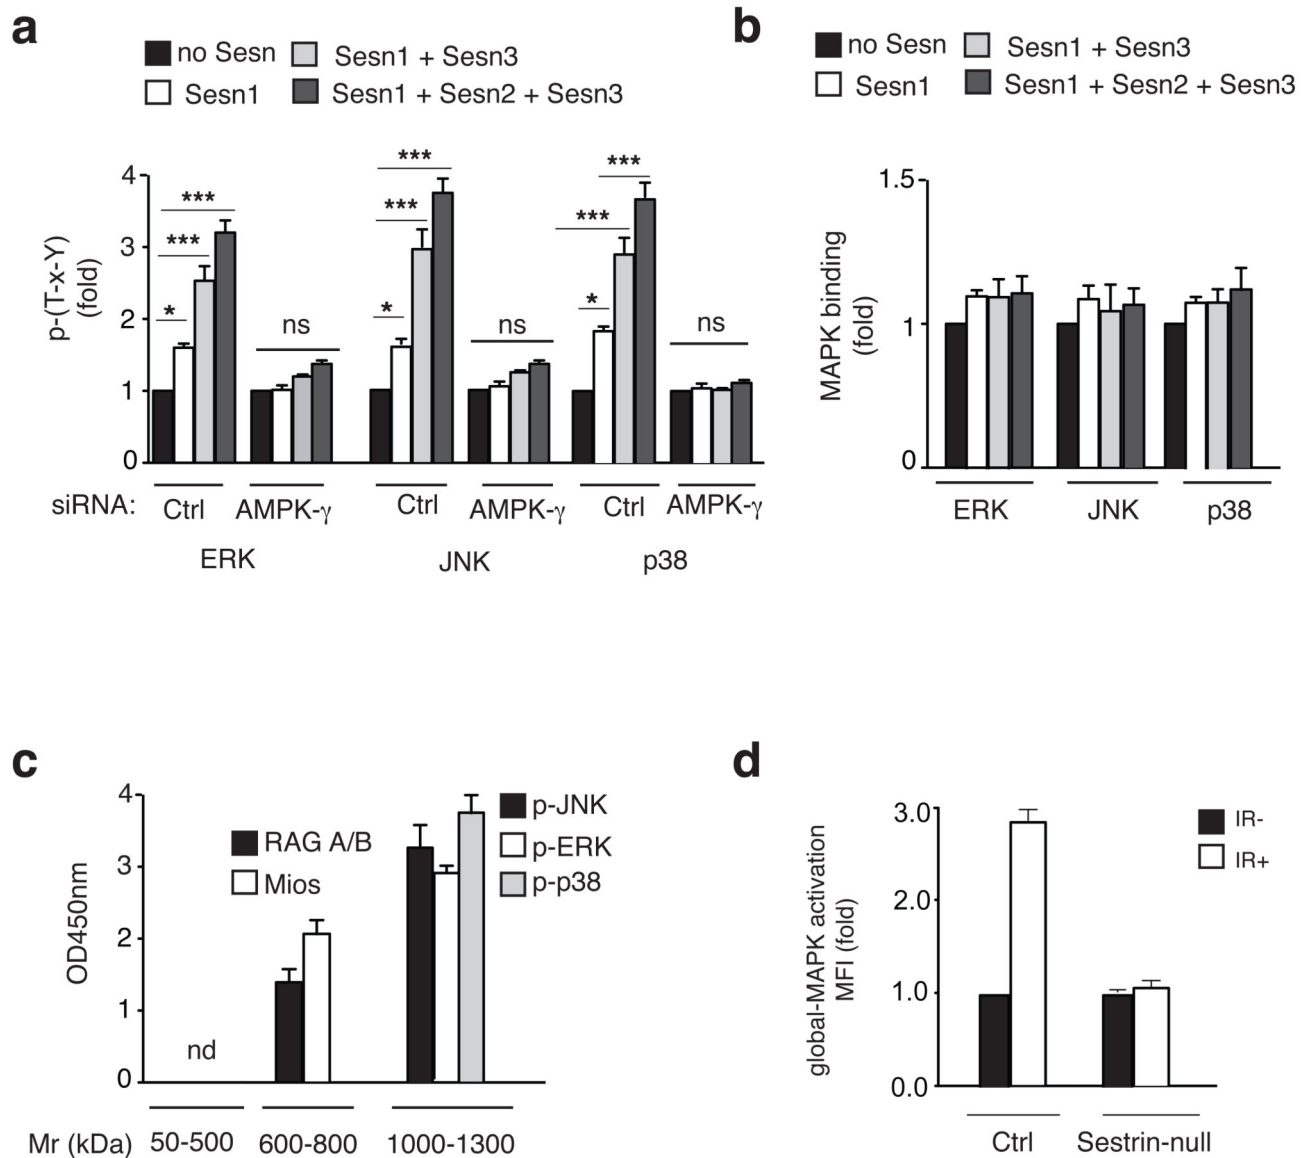 a
no Sesn
Sesn1 + Sesn3
Sesn1
Sesn1 + Sesn2 + Sesn3
p-(T-x-Y)
(fold)
4
3
2
1
0
***
***
*
ns
***
***
*
ns
***
***
*
ns
siRNA:
Ctrl
AMPK-γ
Ctrl
AMPK-γ
Ctrl
AMPK-γ
ERK
JNK
p38
b
no Sesn
Sesn1 + Sesn3
Sesn1
Sesn1 + Sesn2 + Sesn3
MAPK binding
(fold)
1.5
1
0
ERK
JNK
p38
c
OD450nm
4
3
2
1
0
RAG A/B
Mios
p-JNK
p-ERK
p-p38
nd
Mr (kDa)
50-500
600-800
1000-1300
d
global-MAPK activation
MFI (fold)
3.0
2.0
1.0
0.0
IR-
IR+
Ctrl
Sestrin-null